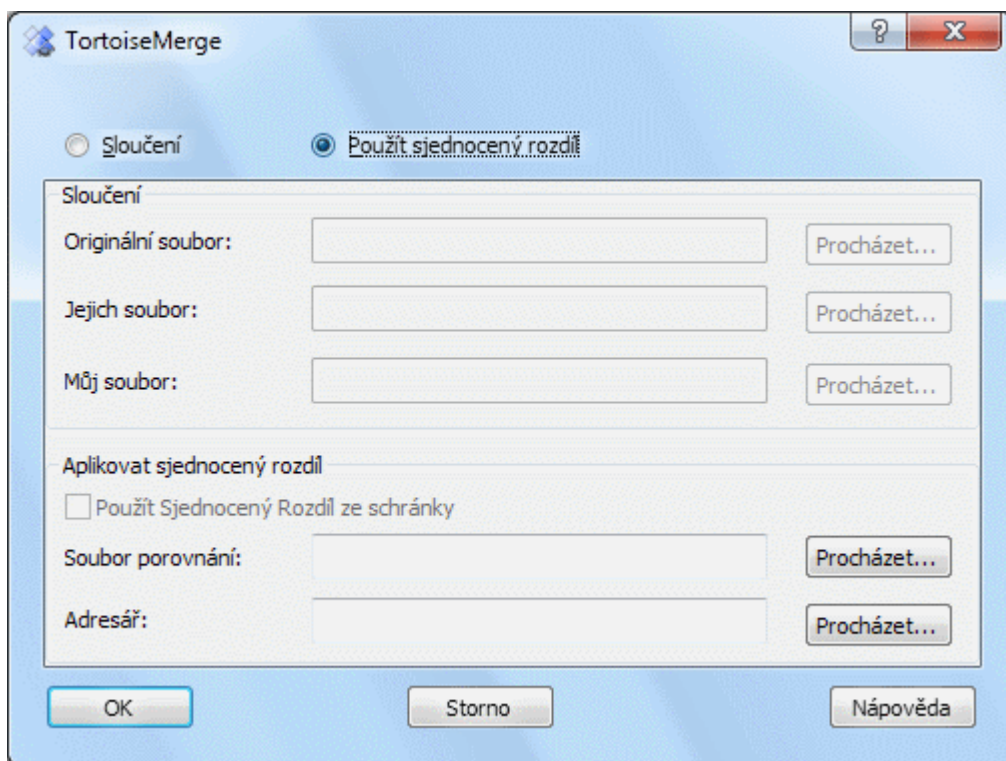 TortoiseMerge
Sloučení
Použít sjednocený rozdíl
Sloučení
Originální soubor:
Procházet...
Jejich soubor:
Procházet...
Můj soubor:
Procházet...
Aplikovat sjednocený rozdíl
Použít Sjednocený Rozdíl ze schránky
Soubor porovnání:
Procházet...
Adresář:
Procházet...
OK
Storno
Nápověda